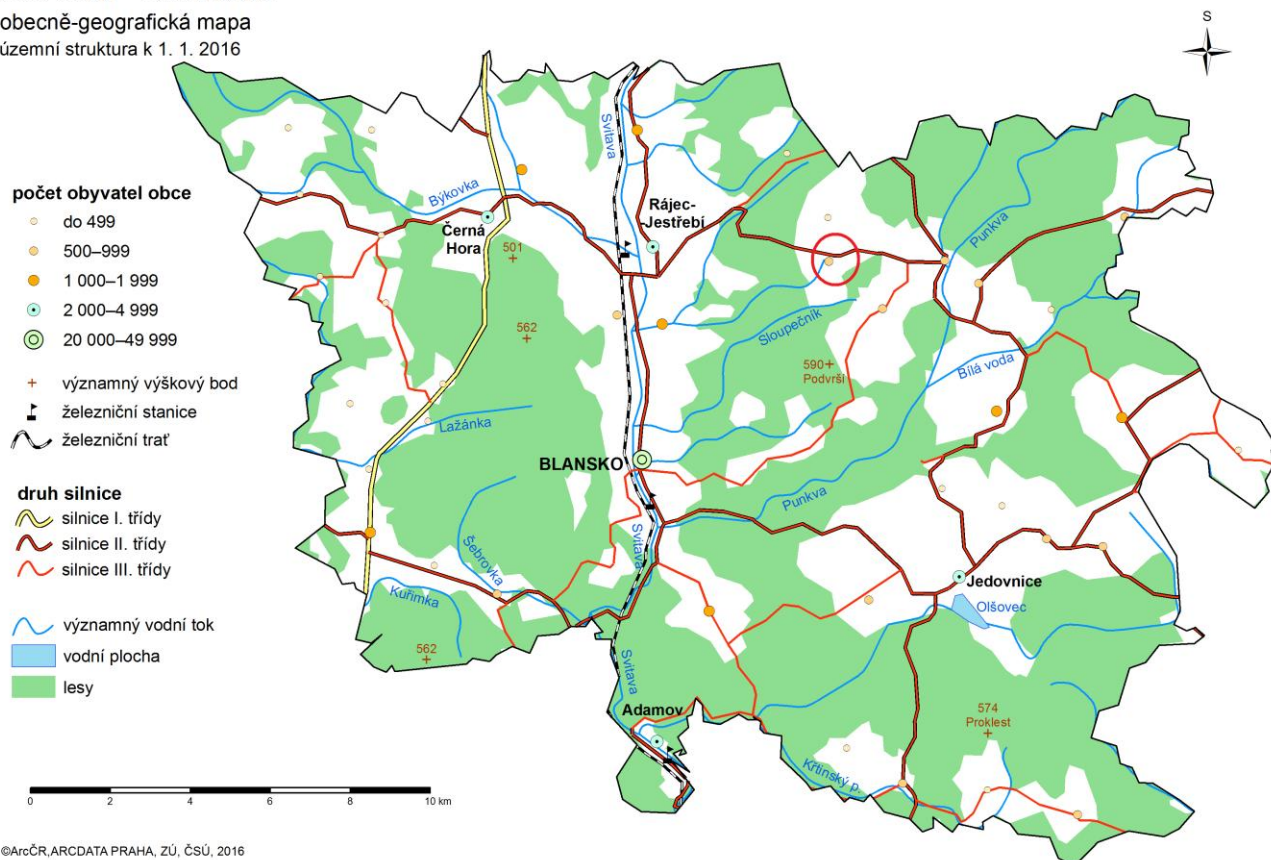 obecně-geografická mapa
územní struktura k 1. 1. 2016
S
počet obyvatel obce
do 499
500–999
1 000–1 999
2 000–4 999
20 000–49 999
významný výškový bod
železniční stanice
železniční trať
druh silnice
silnice I. třídy
silnice II. třídy
silnice III. třídy
významný vodní tok
vodní plocha
lesy
0 2 4 6 8 10 km
©ArcČR,ARCDATA PRAHA, ZÚ, ČSÚ, 2016
Svitava
Býkovka
Rájec-
-Jestřebí
Punkva
Černá
Hora
501
562
Sloupečník
590
Podvrší
Bílá voda
Lažánka
BLANSKO
Punkva
Svitava
Šebrovka
Kuřimka
Jedovnice
Olšovec
562
Svitava
Adamov
574
Proklest
Křtinský p.